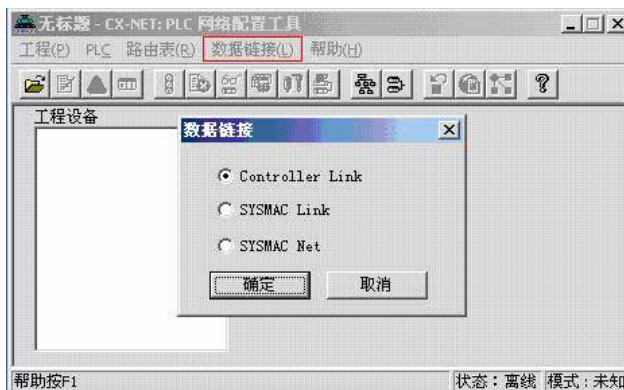 无标题 - CX-NET: PLC 网络配置工具
工程(P) PLC 路由表(R) 数据链接(L) 帮助(H)
工程设备
数据链接
Controller Link
SYSMAC Link
SYSMAC Net
确定 取消
帮助按F1 状态：离线 模式：未知